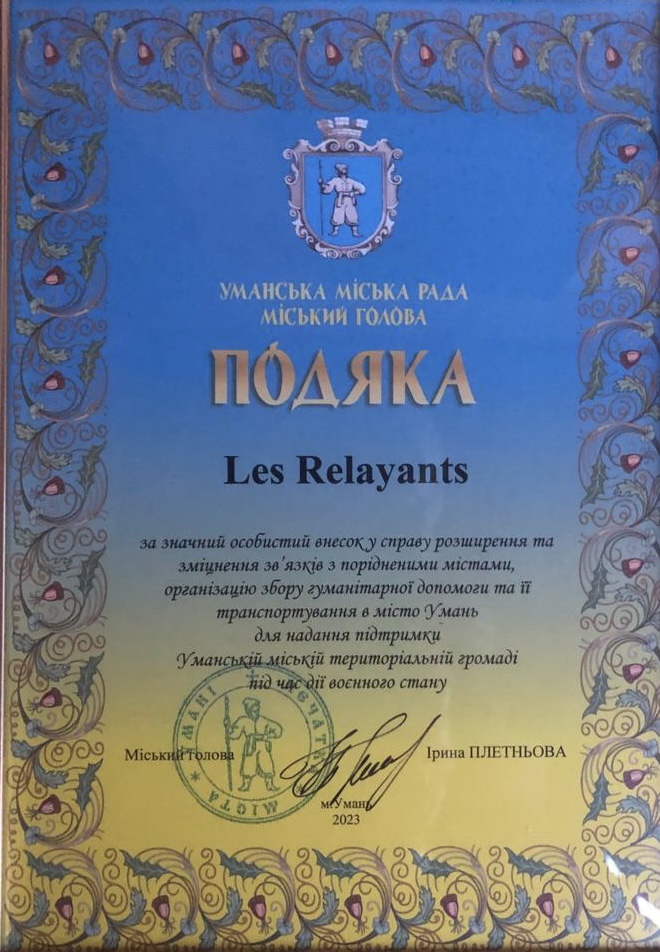 УМАНСЬКА МІСЬКА РАДА
МІСЬКИЙ ГОЛОВА
ПОДЯКА
Les Relayants
за значний особистий внесок у справу розширення та
зміцнення зв’язків з порідненими містами,
організацію збору гуманітарної допомоги та її
транспортування в місто Умань
для надання підтримки
Уманській міській територіальній громаді
під час дії воєнного стану
Міський голова
Ірина ПЛЕТНЬОВА
м.Умань
2023
УМАНІ
МІСТА